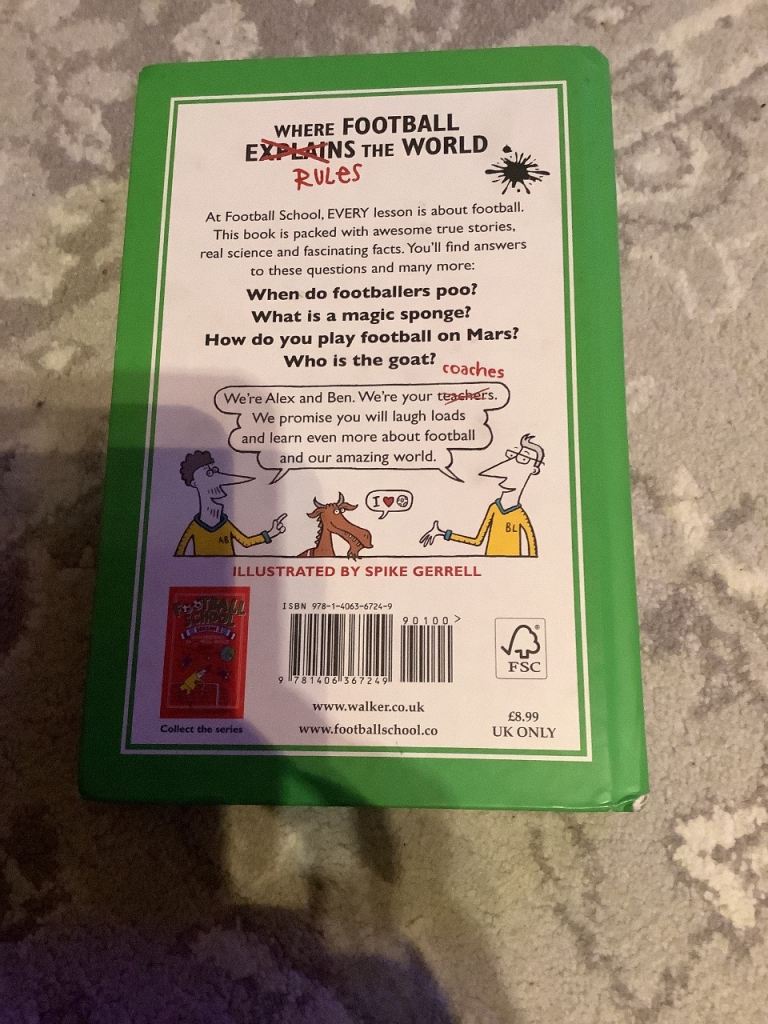 WHERE FOOTBALL
EXPLAINS THE WORLD
RULES
At Football School, EVERY lesson is about football.
This book is packed with awesome true stories,
real science and fascinating facts. You'll find answers
to these questions and many more:
When do footballers poo?
What is a magic sponge?
How do you play football on Mars?
Who is the goat?
coaches
We're Alex and Ben. We're your teachers.
We promise you will laugh loads
and learn even more about football
and our amazing world.
I
AB
BL
ILLUSTRATED BY SPIKE GERRELL
FOOTBALL
SCHOOL
Collect the series
ISBN 978-1-4063-6724-9
90100>
9 781406 367249
www.walker.co.uk
www.footballschool.co
FSC
£8.99
UK ONLY